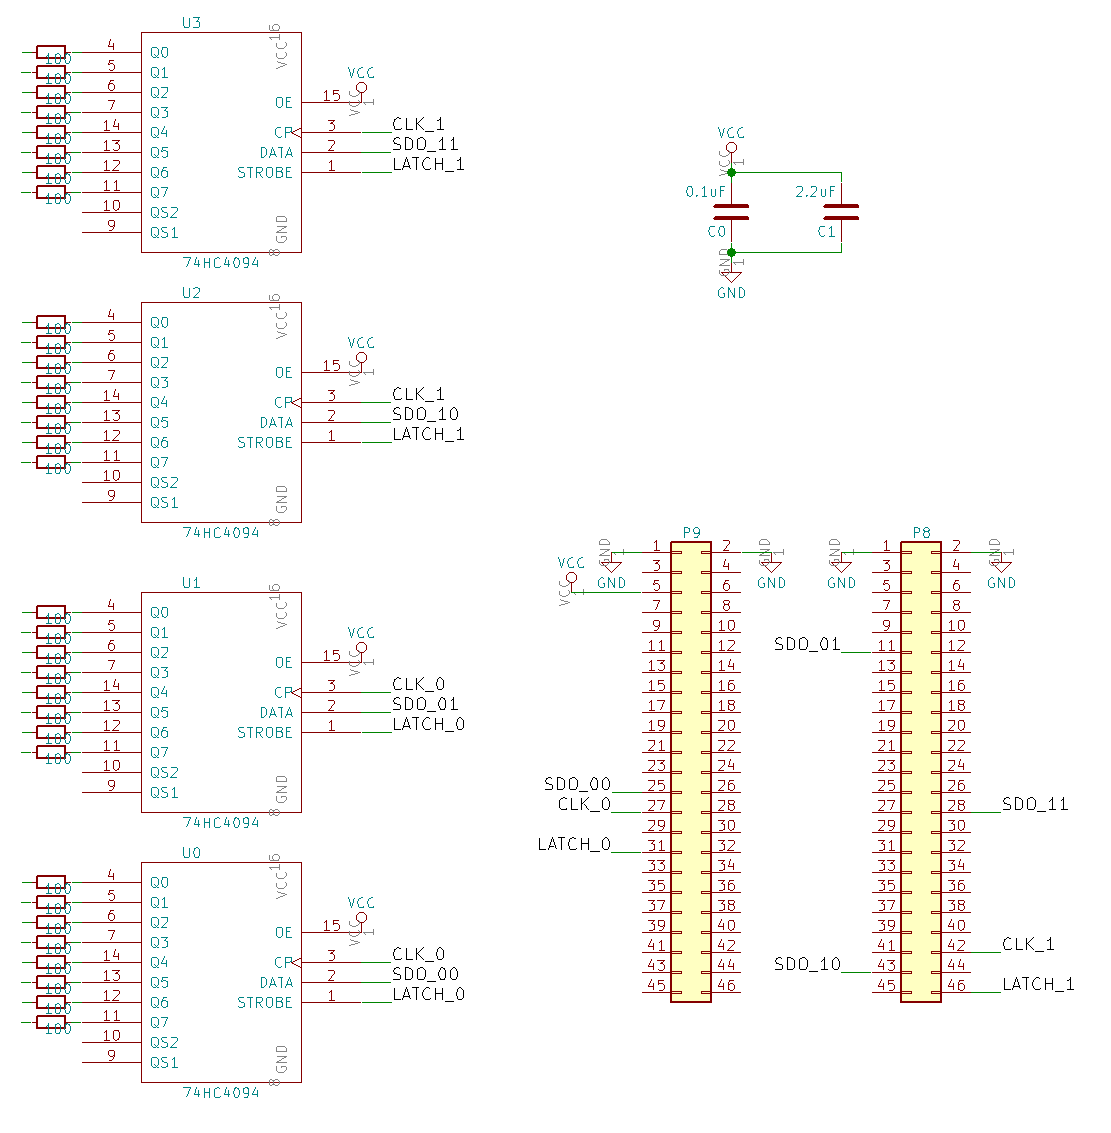 U3
VCC 16
100 4 Q0
100 5 Q1
100 6 Q2
100 7 Q3
100 14 Q4
100 13 Q5
100 12 Q6
100 11 Q7
10 QS2
9 QS1
VCC
VCC 1
OE 15
CP 3 CLK_1
DATA 2 SDO_11
STROBE 1 LATCH_1
GND 8
74HC4094
U2
VCC 16
100 4 Q0
100 5 Q1
100 6 Q2
100 7 Q3
100 14 Q4
100 13 Q5
100 12 Q6
100 11 Q7
10 QS2
9 QS1
VCC
VCC 1
OE 15
CP 3 CLK_1
DATA 2 SDO_10
STROBE 1 LATCH_1
GND 8
74HC4094
U1
VCC 16
100 4 Q0
100 5 Q1
100 6 Q2
100 7 Q3
100 14 Q4
100 13 Q5
100 12 Q6
100 11 Q7
10 QS2
9 QS1
VCC
VCC 1
OE 15
CP 3 CLK_0
DATA 2 SDO_01
STROBE 1 LATCH_0
GND 8
74HC4094
U0
VCC 16
100 4 Q0
100 5 Q1
100 6 Q2
100 7 Q3
100 14 Q4
100 13 Q5
100 12 Q6
100 11 Q7
10 QS2
9 QS1
VCC
VCC 1
OE 15
CP 3 CLK_0
DATA 2 SDO_00
STROBE 1 LATCH_0
GND 8
74HC4094
VCC
VCC 1
0.1uF 2.2uF
C0 C1
GND 1
GND
P9
GND 1 1 2 GND 1
GND GND
VCC
VCC 1
3 4
5 6
7 8
9 10
11 12
13 14
15 16
17 18
19 20
21 22
23 24
SDO_00 25 26
CLK_0 27 28
29 30
LATCH_0 31 32
33 34
35 36
37 38
39 40
41 42
43 44
45 46
P8
GND 1 1 2 GND 1
GND GND
3 4
5 6
7 8
9 10
SDO_01 11 12
13 14
15 16
17 18
19 20
21 22
23 24
25 26
27 28 SDO_11
29 30
31 32
33 34
35 36
37 38
39 40
41 42 CLK_1
SDO_10 43 44
45 46 LATCH_1